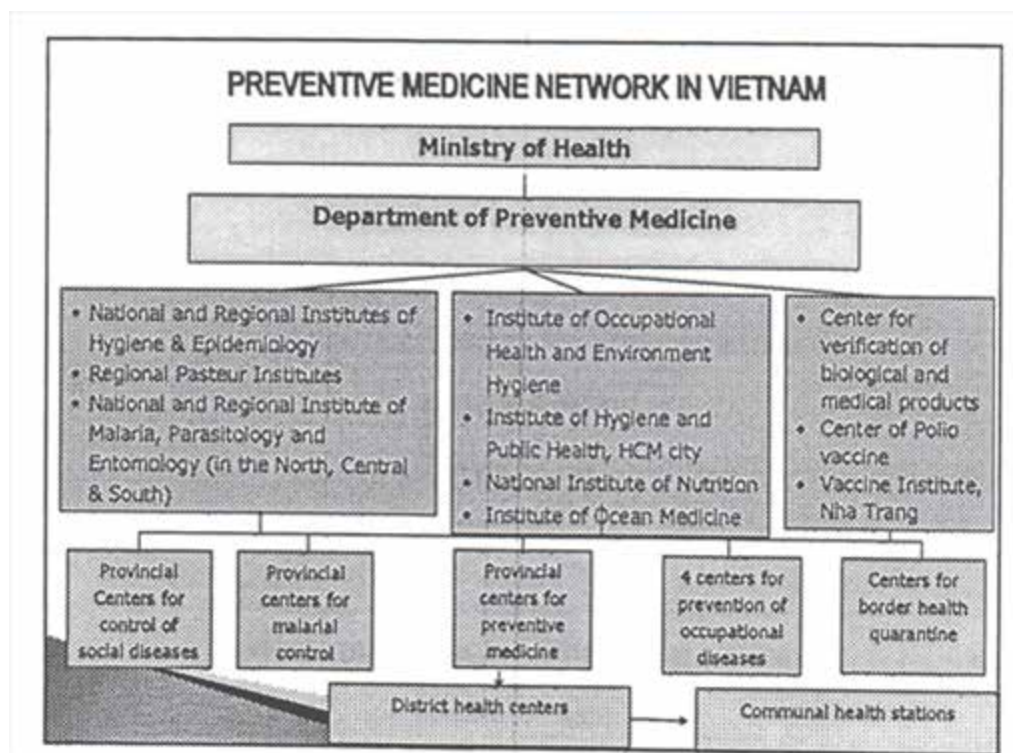 PREVENTIVE MEDICINE NETWORK IN VIETNAM
Ministry of Health
Department of Preventive Medicine
• National and Regional Institutes of
Hygiene & Epidemiology
• Regional Pasteur Institutes
• National and Regional Institute of
Malaria, Parasitology and
Entomology (in the North, Central
& South)
• Institute of Occupational
Health and Environment
Hygiene
• Institute of Hygiene and
Public Health, HCM city
• National Institute of Nutrition
• Institute of Ocean Medicine
• Center for
verification of
biological and
medical products
• Center of Polio
vaccine
• Vaccine Institute,
Nha Trang
Provincial
Centers for
control of
social diseases
Provincial
centers for
malarial
control
Provincial
centers for
preventive
medicine
4 centers for
prevention of
occupational
diseases
Centers for
border health
quarantine
District health centers
Communal health stations